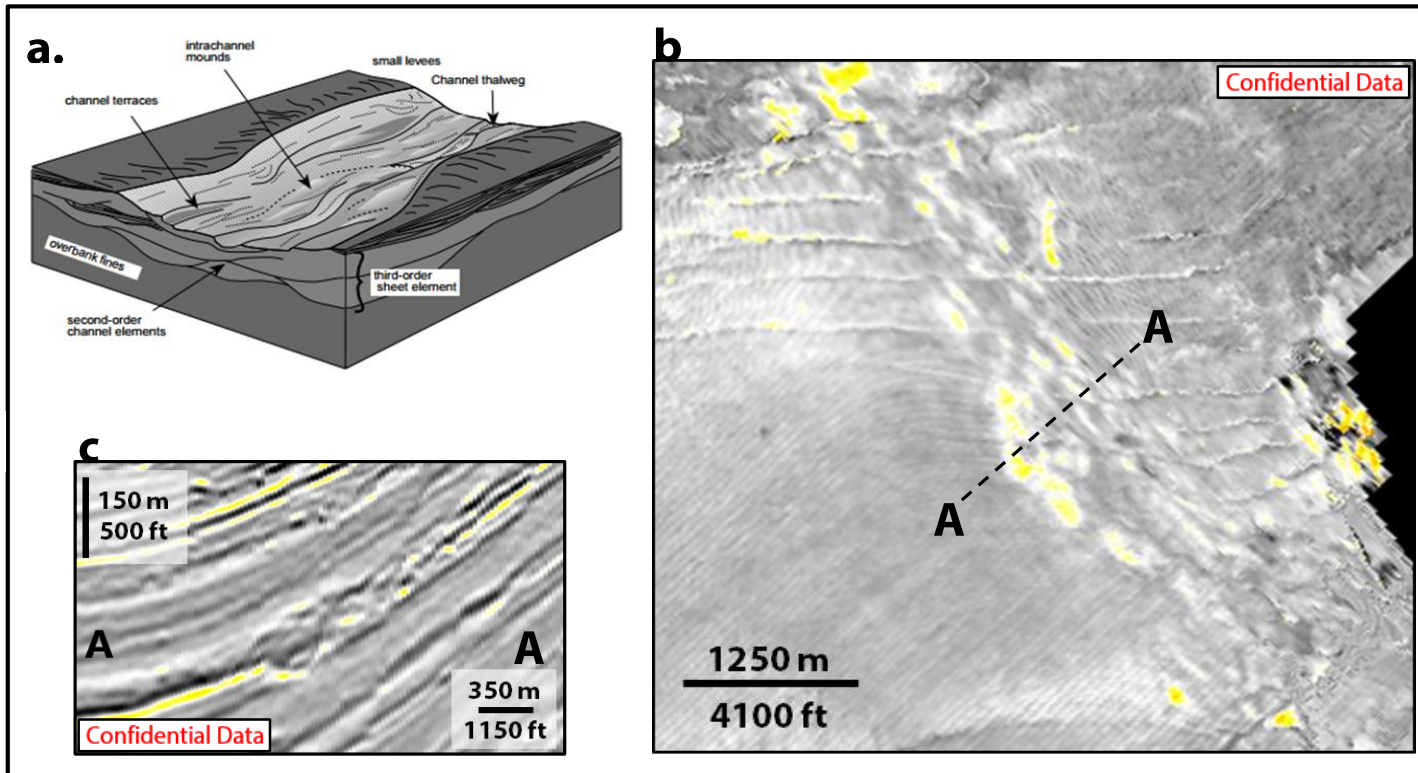 a.
intrachannel
mounds
small levees
Channel thalweg
channel terraces
overbank fines
third-order
sheet element
second-order
channel elements
b
Confidential Data
A
A
1250 m
4100 ft
c
150 m
500 ft
A
A
350 m
1150 ft
Confidential Data